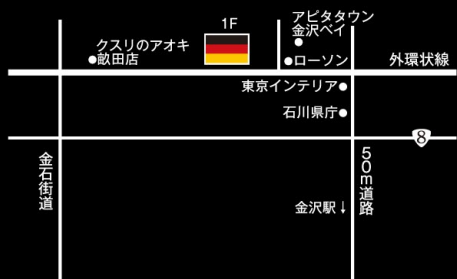 1F
アピタタウン
金沢ベイ
クスリのアオキ
畝田店
ローソン
外環状線
東京インテリア
石川県庁
8
金石街道
50m道路
金沢駅↓